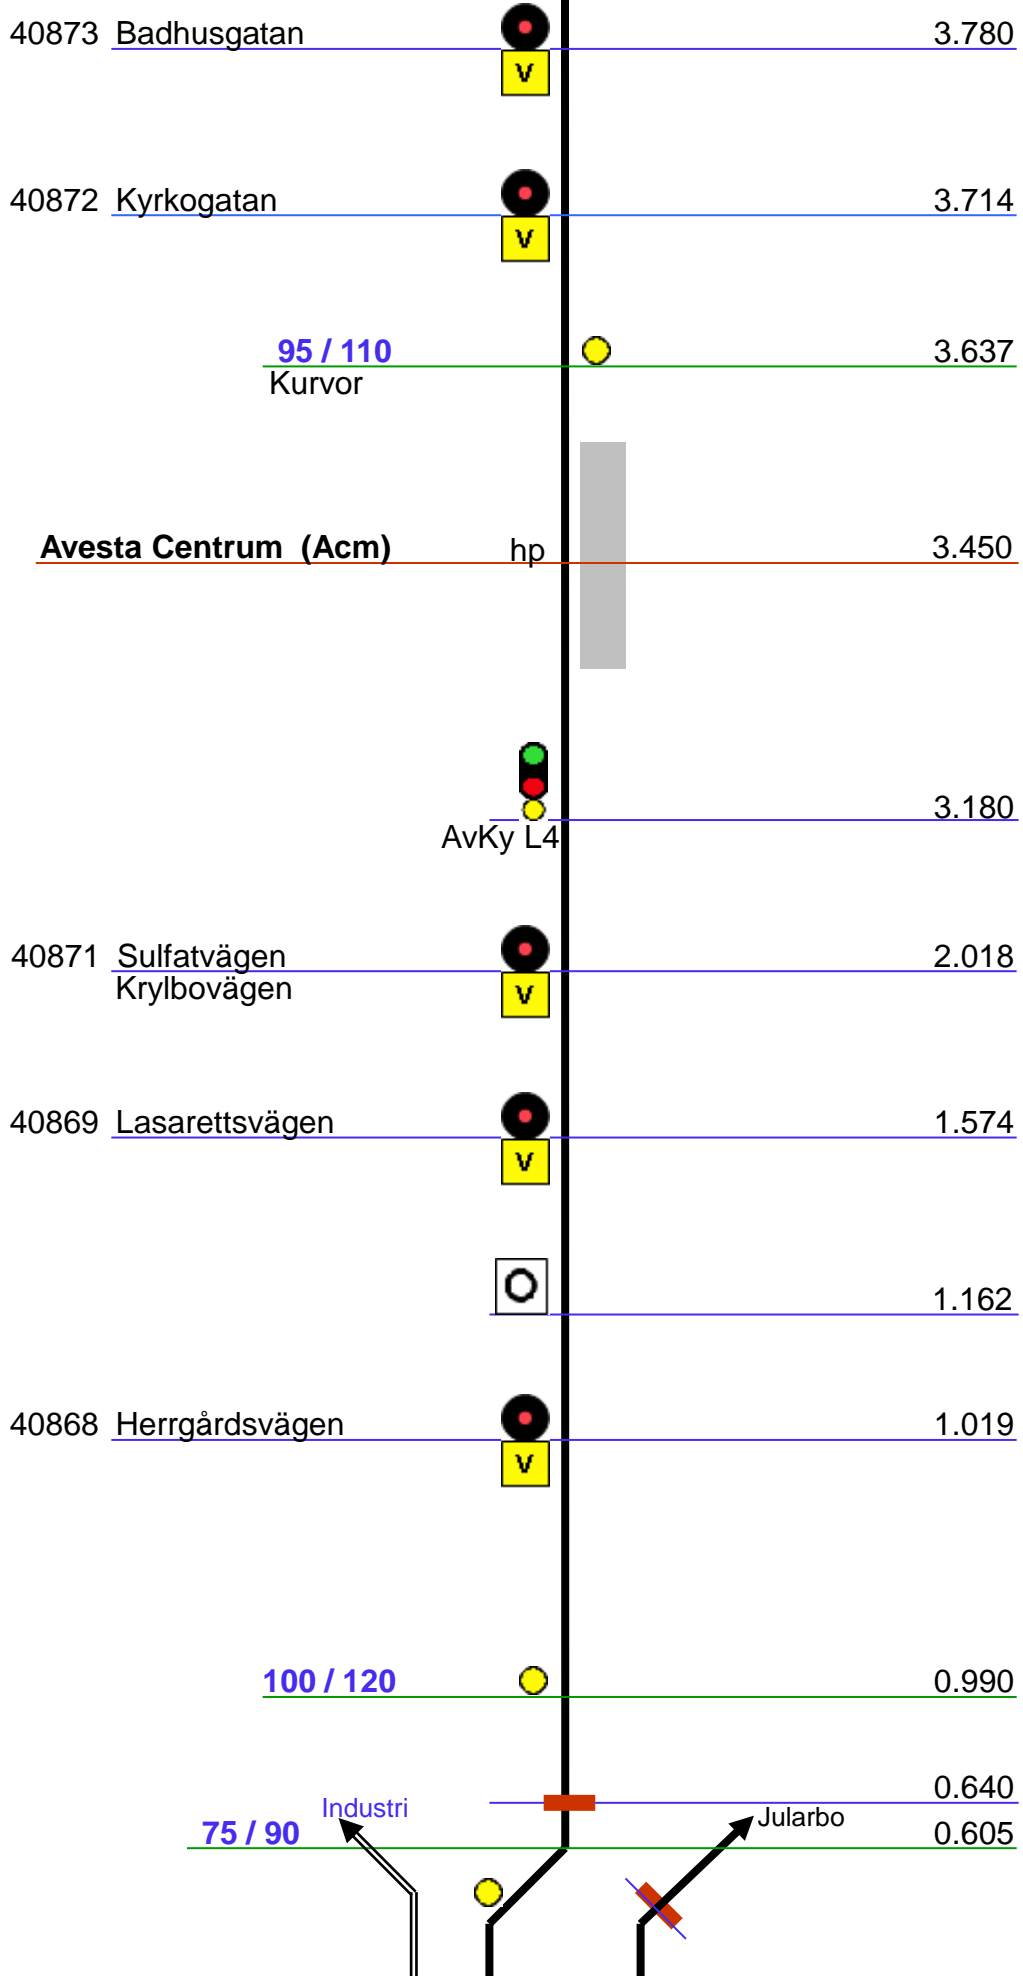 40873 Badhusgatan 3.780
V
40872 Kyrkogatan 3.714
V
95 / 110 3.637
Kurvor
Avesta Centrum (Acm) hp 3.450
3.180
AvKy L4
40871 Sulfatvägen 2.018
Krylbovägen V
40869 Lasarettsvägen 1.574
V
O 1.162
40868 Herrgårdsvägen 1.019
V
100 / 120 0.990
0.640
Industri Jularbo
75 / 90 0.605